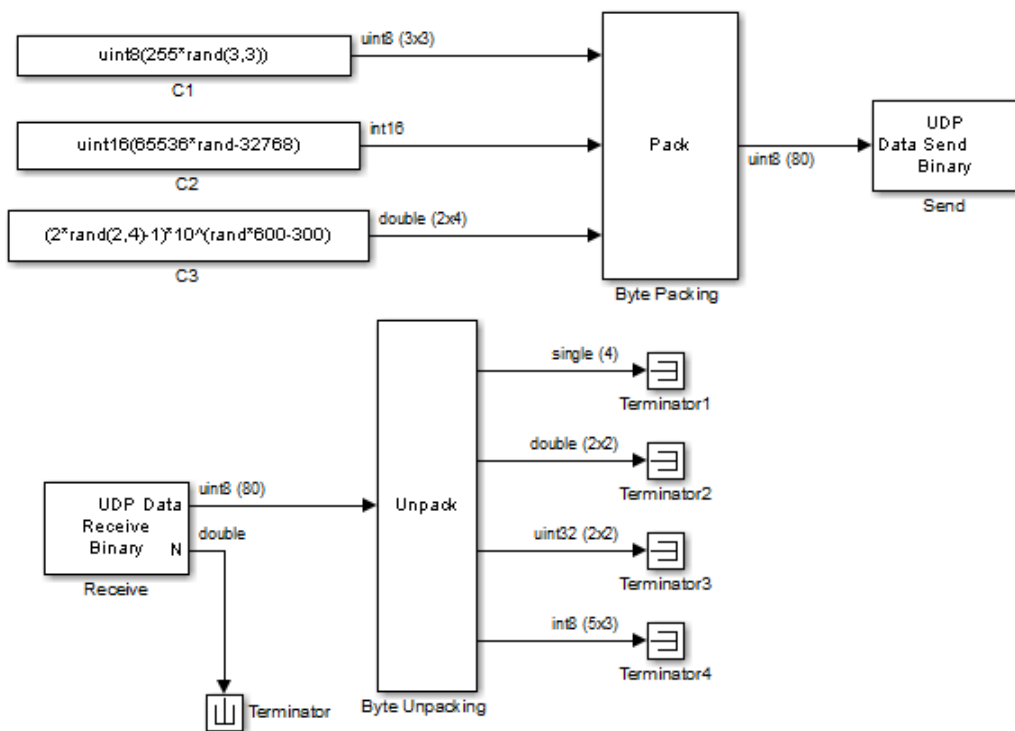 uint8(255*rand(3,3))
C1
uint8 (3x3)
uint16(65536*rand-32768)
C2
int16
(2*rand(2,4)-1)*10^(rand*600-300)
C3
double (2x4)
Pack
Byte Packing
uint8 (80)
UDP
Data Send
Binary
Send
UDP Data
Receive
Binary
N
Receive
uint8 (80)
double
Terminator
Unpack
Byte Unpacking
single (4)
Terminator1
double (2x2)
Terminator2
uint32 (2x2)
Terminator3
int8 (5x3)
Terminator4